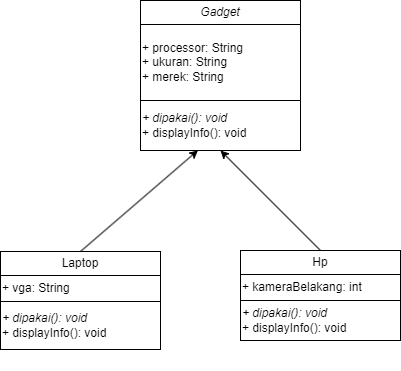 Gadget
+ processor: String
+ ukuran: String
+ merek: String
+ dipakai(): void
+ displayInfo(): void
Laptop
+ vga: String
+ dipakai(): void
+ displayInfo(): void
Hp
+ kameraBelakang: int
+ dipakai(): void
+ displayInfo(): void